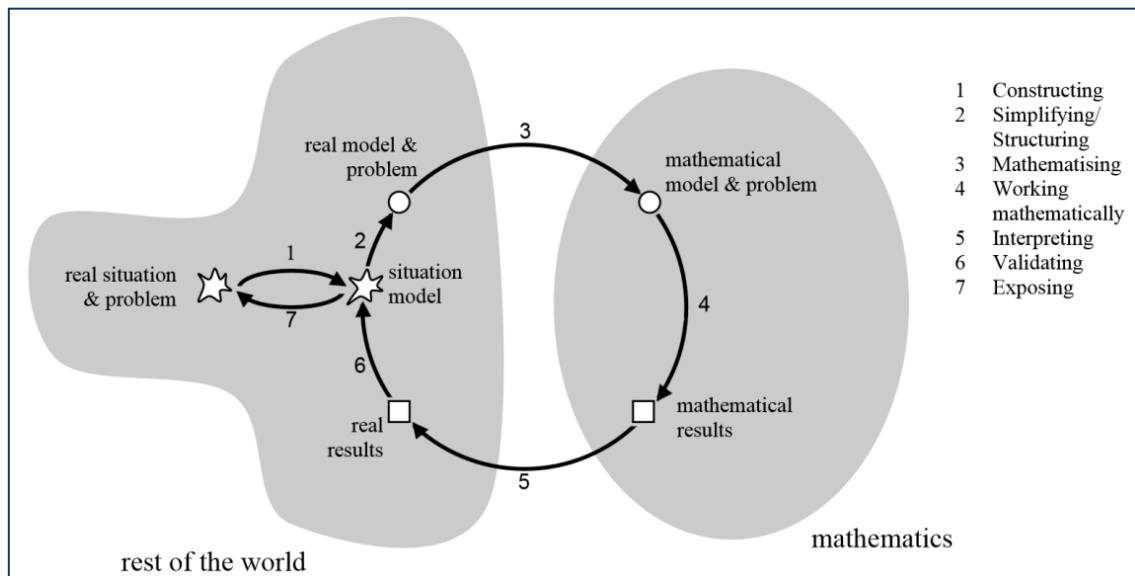 3
real model &
problem
mathematical
model & problem
2
1
real situation
& problem
situation
model
7
4
6
real
results
mathematical
results
5
rest of the world
mathematics
1 Constructing
2 Simplifying/
Structuring
3 Mathematising
4 Working
mathematically
5 Interpreting
6 Validating
7 Exposing